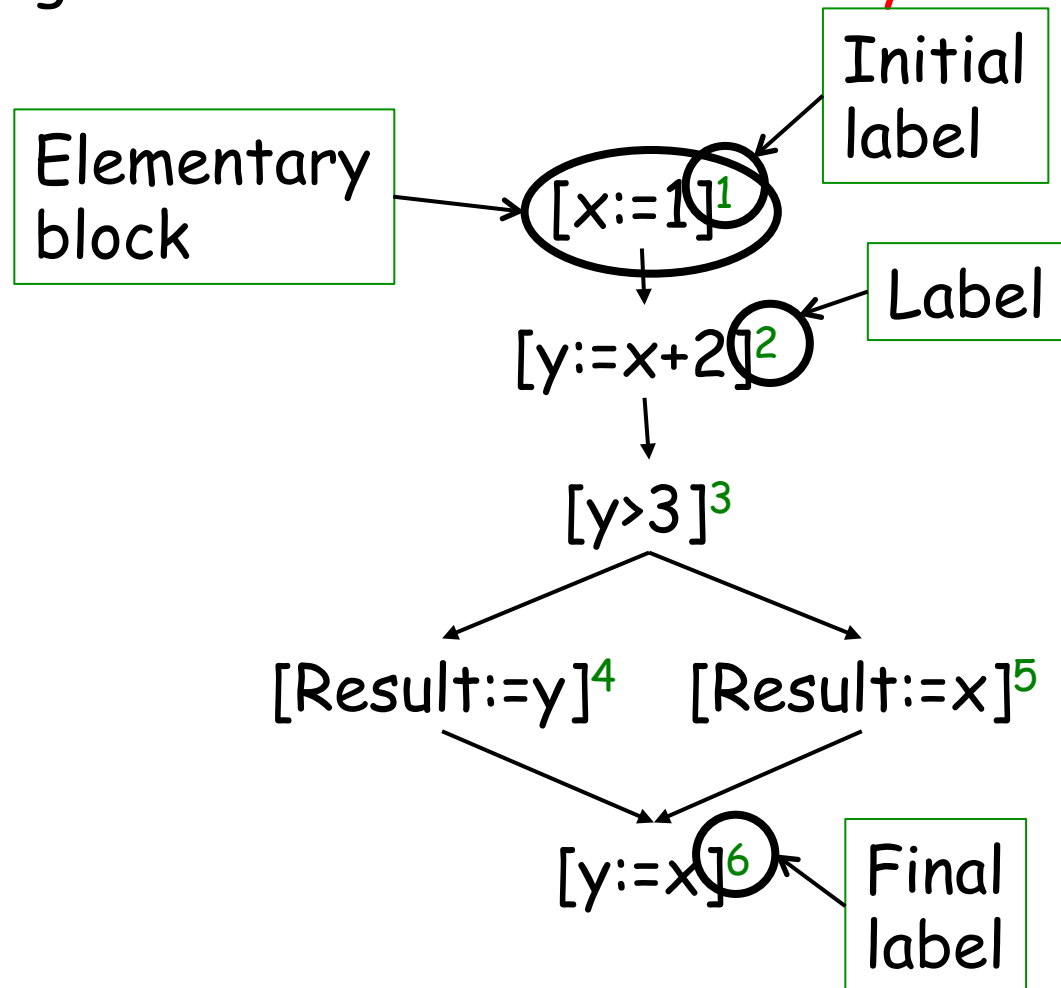 Initial
label
Elementary
block
[x:=1]1
Label
[y:=x+2]2
[y>3]3
[Result:=y]4 [Result:=x]5
[y:=x]6
Final
label